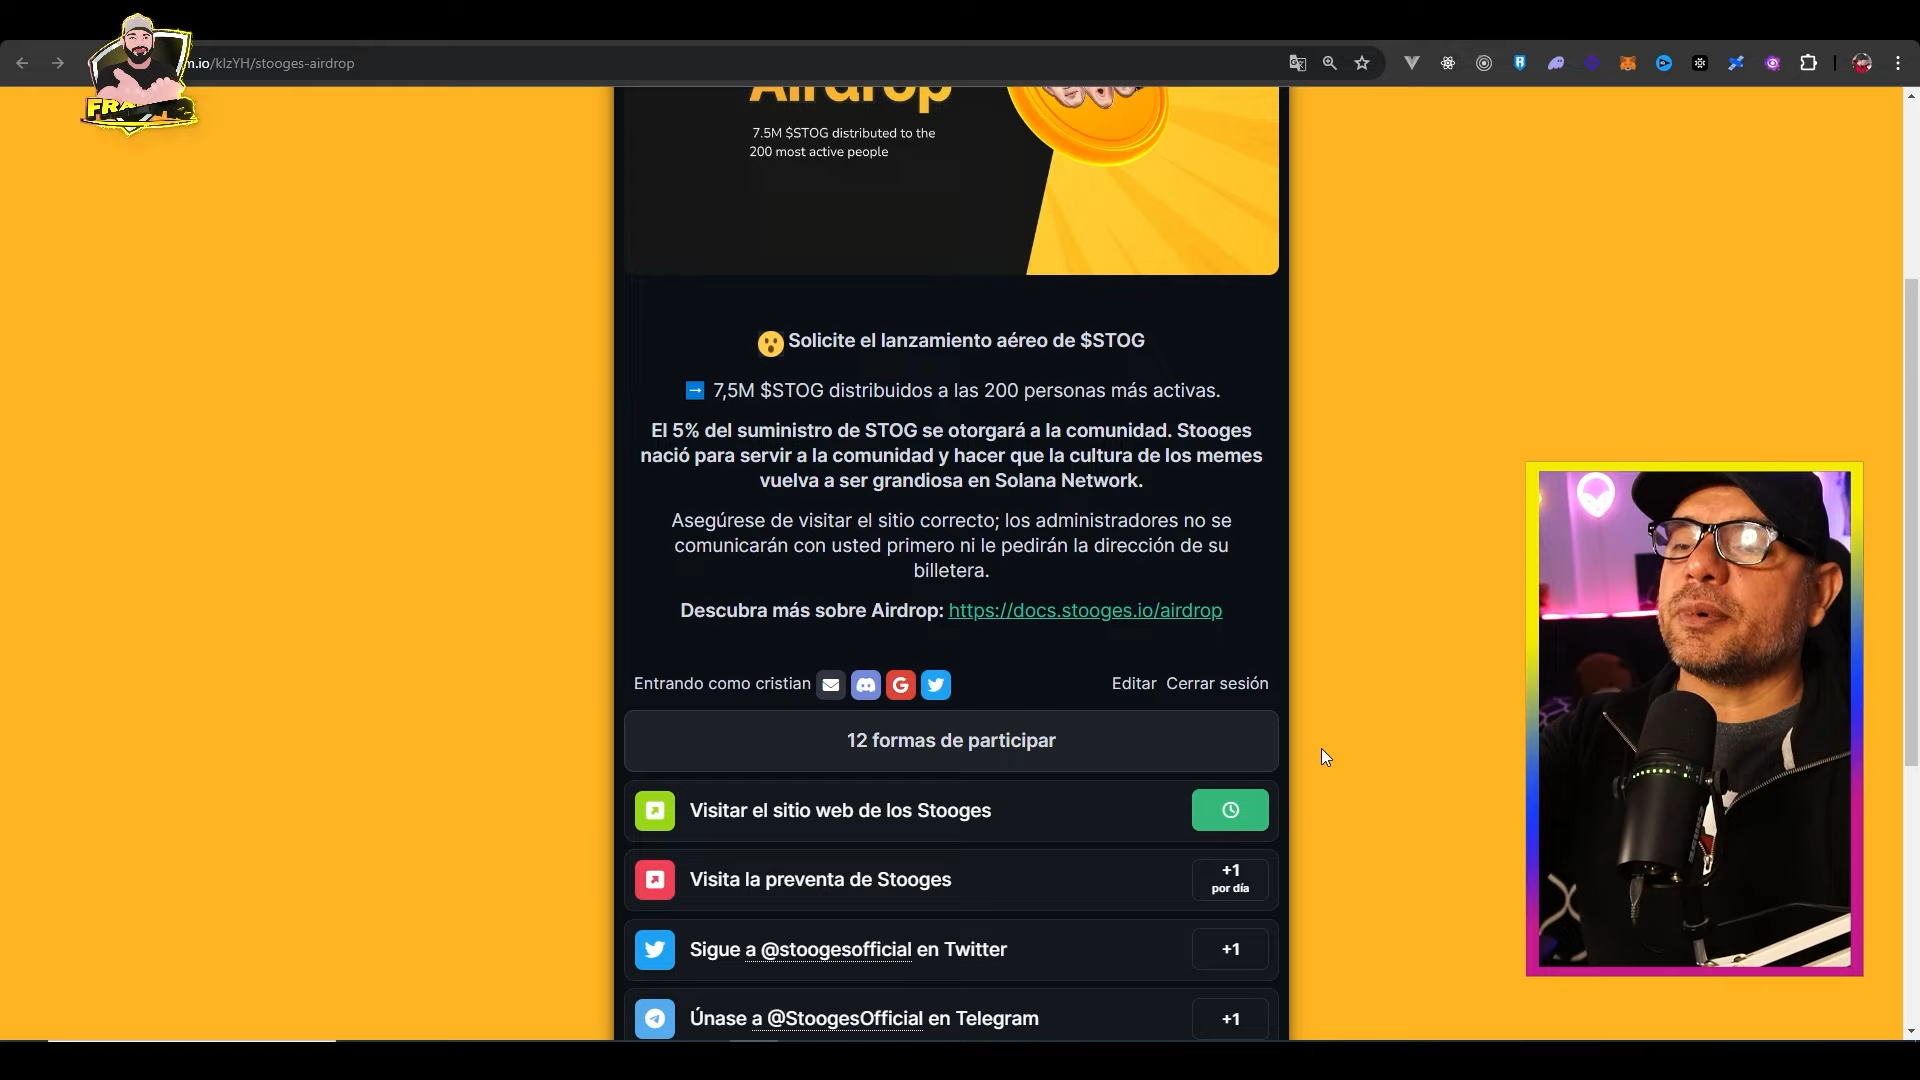 m.io/kIzYH/stooges-airdrop
Airdrop
7.5M $STOG distributed to the
200 most active people
Solicite el lanzamiento aéreo de $STOG
7,5M $STOG distribuidos a las 200 personas más activas.
El 5% del suministro de STOG se otorgará a la comunidad. Stooges
nació para servir a la comunidad y hacer que la cultura de los memes
vuelva a ser grandiosa en Solana Network.
Asegúrese de visitar el sitio correcto; los administradores no se
comunicarán con usted primero ni le pedirán la dirección de su
billetera.
Descubra más sobre Airdrop: https://docs.stooges.io/airdrop
Entrando como cristian
Editar Cerrar sesión
12 formas de participar
Visitar el sitio web de los Stooges
Visita la preventa de Stooges
+1
por día
Sigue a @stoogesofficial en Twitter
+1
Únase a @StoogesOfficial en Telegram
+1